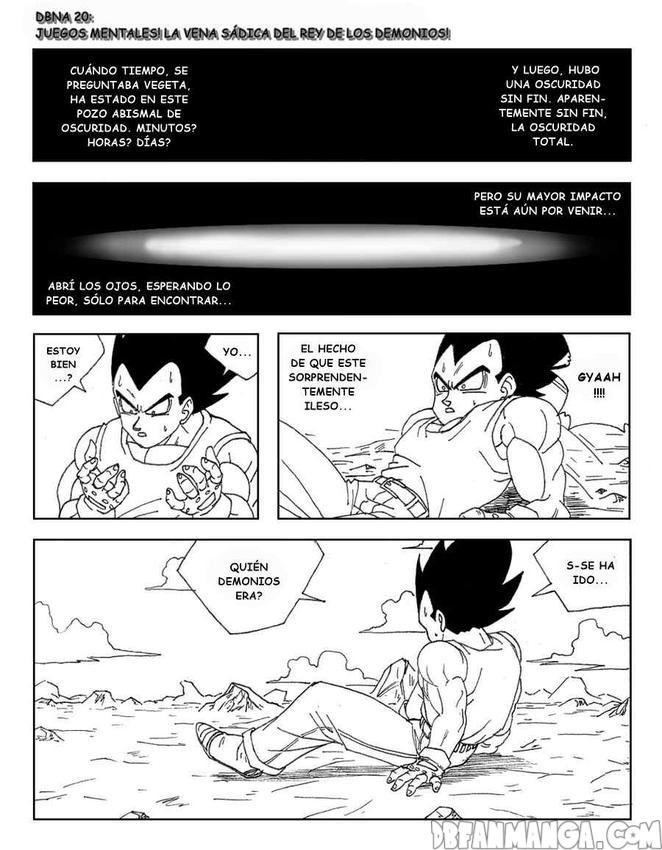 DBNA 20:
JUEGOS MENTALES! LA VENA SÁDICA DEL REY DE LOS DEMONIOS!
CUÁNDO TIEMPO, SE
PREGUNTABA VEGETA,
HA ESTADO EN ESTE
POZO ABISMAL DE
OSCURIDAD. MINUTOS?
HORAS? DÍAS?
Y LUEGO, HUBO
UNA OSCURIDAD
SIN FIN. APAREN-
TEMENTE SIN FIN,
LA OSCURIDAD
TOTAL.
PERO SU MAYOR IMPACTO
ESTÁ AÚN POR VENIR...
ABRÍ LOS OJOS, ESPERANDO LO
PEOR, SÓLO PARA ENCONTRAR...
ESTOY
BIEN
...?
YO...
EL HECHO
DE QUE ESTE
SORPRENDEN-
TEMENTE
ILESO...
GYAAH
!!!!
QUIÉN
DEMONIOS
ERA?
S-SE HA
IDO...
DBFANMANGA.COM